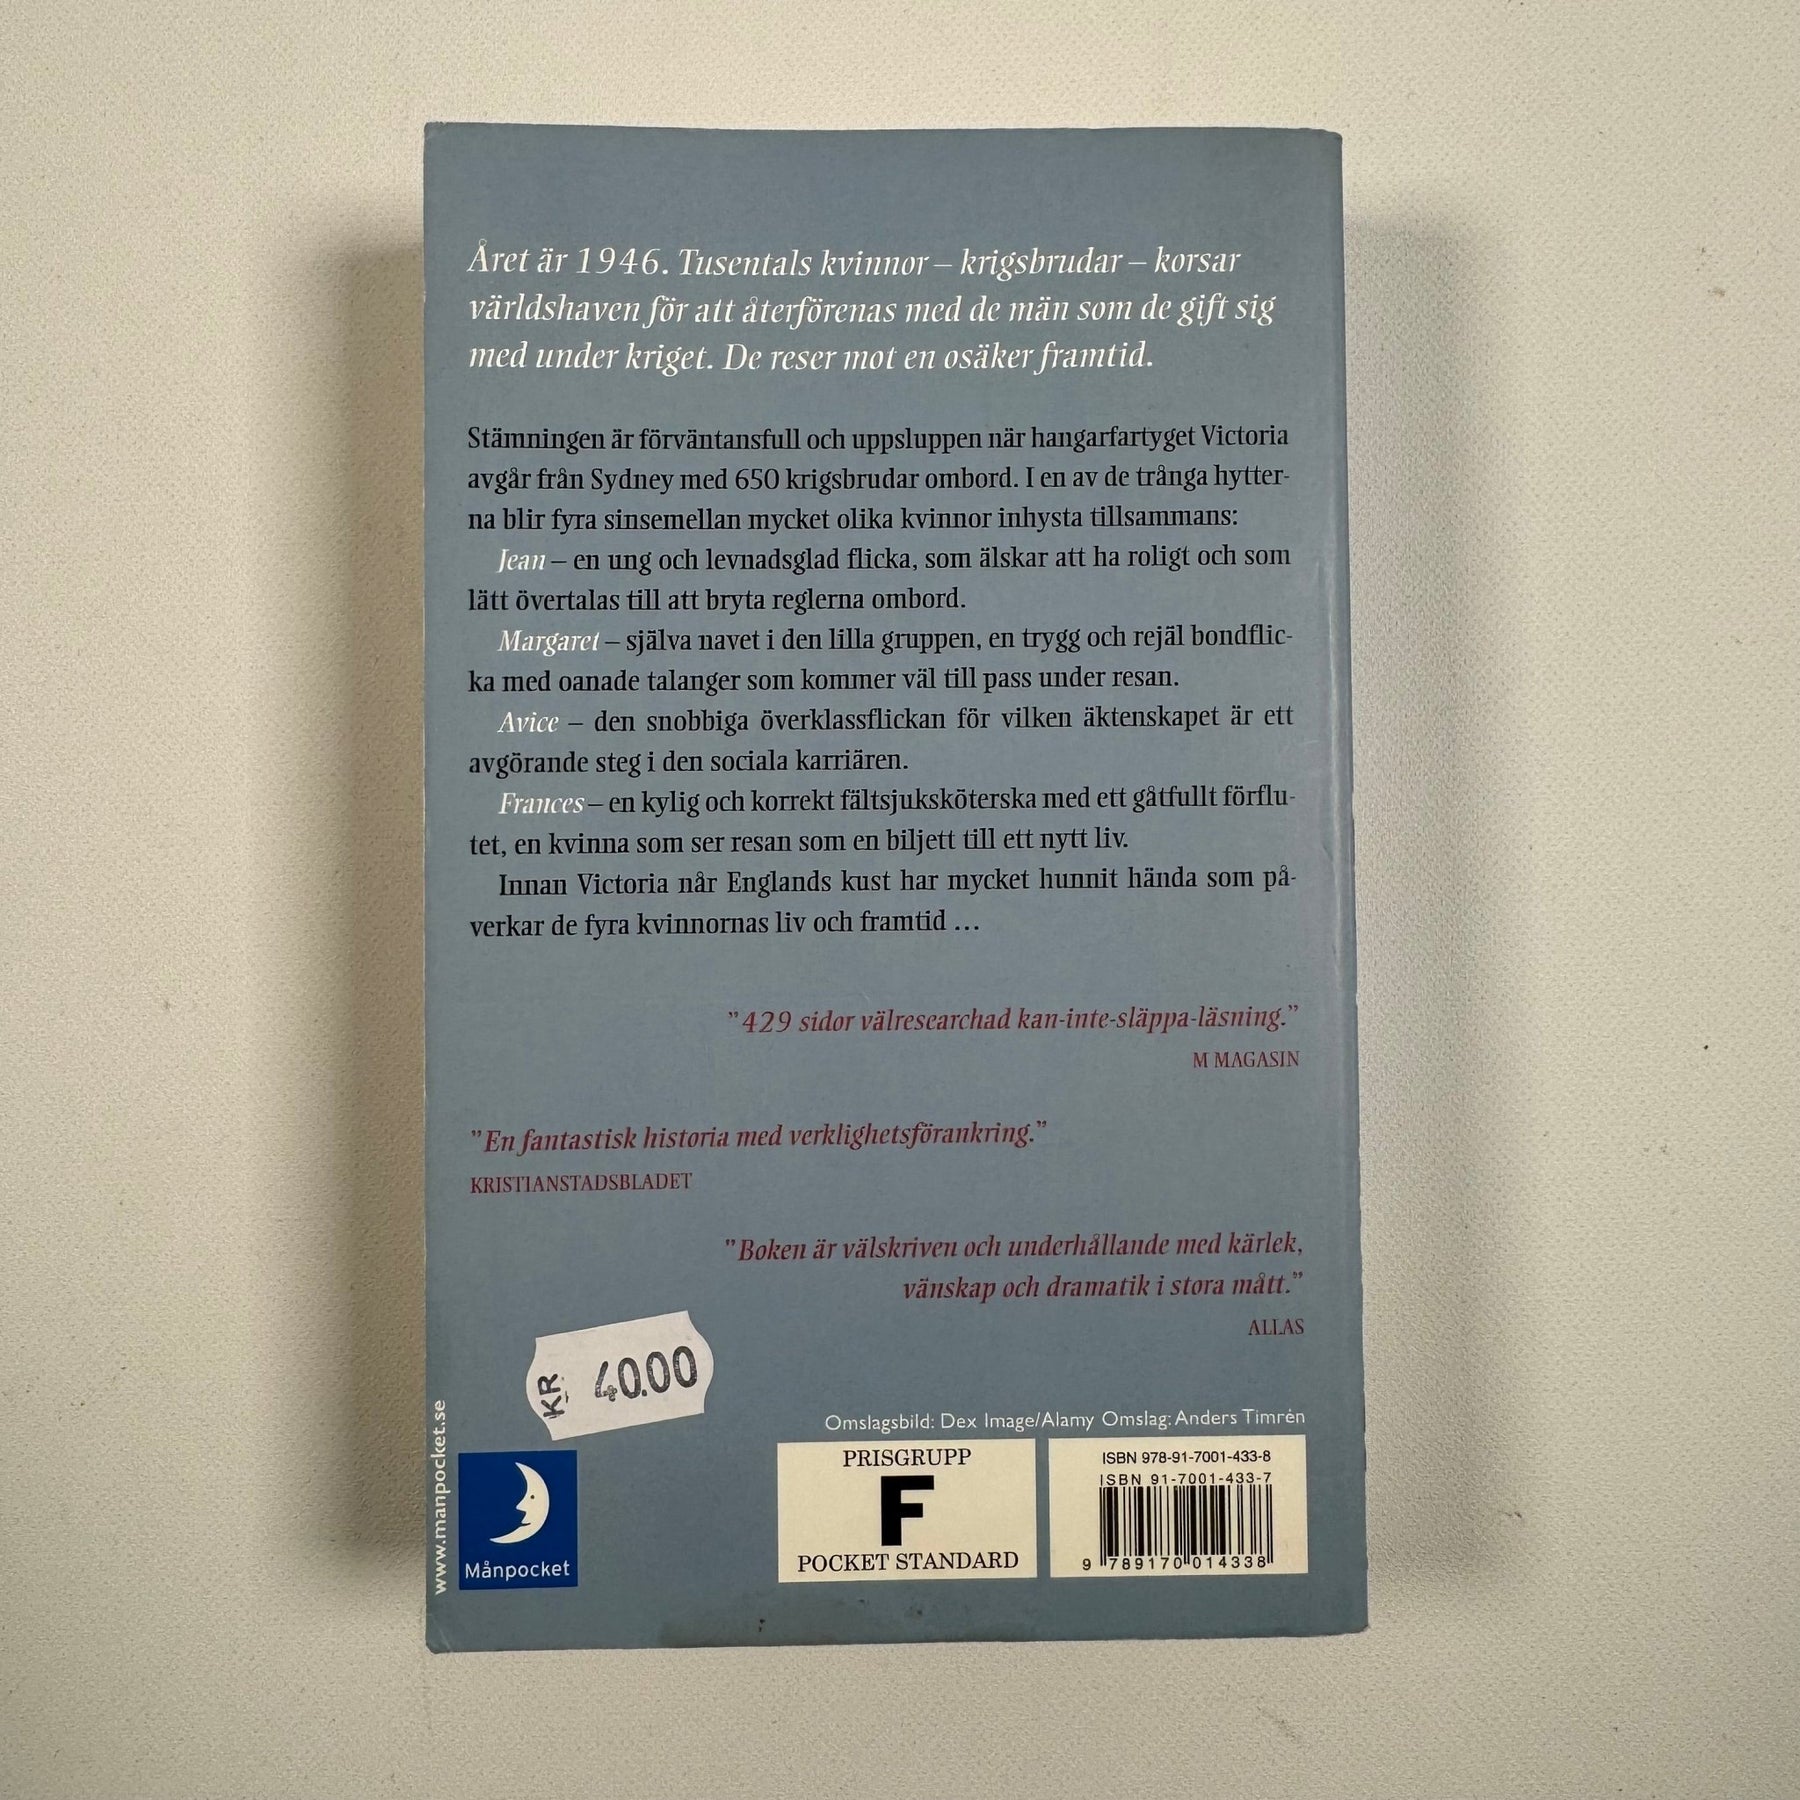 Året är 1946. Tusentals kvinnor – krigsbrudar – korsar
världshaven för att återförenas med de män som de gift sig
med under kriget. De reser mot en osäker framtid.
Stämningen är förväntansfull och uppsluppen när hangarfartyget Victoria
avgår från Sydney med 650 krigsbrudar ombord. I en av de trånga hytter-
na blir fyra sinsemellan mycket olika kvinnor inhysta tillsammans:
Jean – en ung och levnadsglad flicka, som älskar att ha roligt och som
lätt övertalas till att bryta reglerna ombord.
Margaret – själva navet i den lilla gruppen, en trygg och rejäl bondflic-
ka med oanade talanger som kommer väl till pass under resan.
Avice – den snobbiga överklassflickan för vilken äktenskapet är ett
avgörande steg i den sociala karriären.
Frances – en kylig och korrekt fältsjuksköterska med ett gåtfullt förflu-
tet, en kvinna som ser resan som en biljett till ett nytt liv.
Innan Victoria når Englands kust har mycket hunnit hända som på-
verkar de fyra kvinnornas liv och framtid ...
”429 sidor välresearchad kan-inte-släppa-läsning.”
M MAGASIN
”En fantastisk historia med verklighetsförankring.”
KRISTIANSTADSBLADET
”Boken är välskriven och underhållande med kärlek,
vänskap och dramatik i stora mått.”
ALLAS
KR 40.00
Omslagsbild: Dex Image/Alamy Omslag: Anders Timrén
www.manpocket.se
Månpocket
PRISGRUPP
F
POCKET STANDARD
ISBN 978-91-7001-433-8
ISBN 91-7001-433-7
9 789170 014338